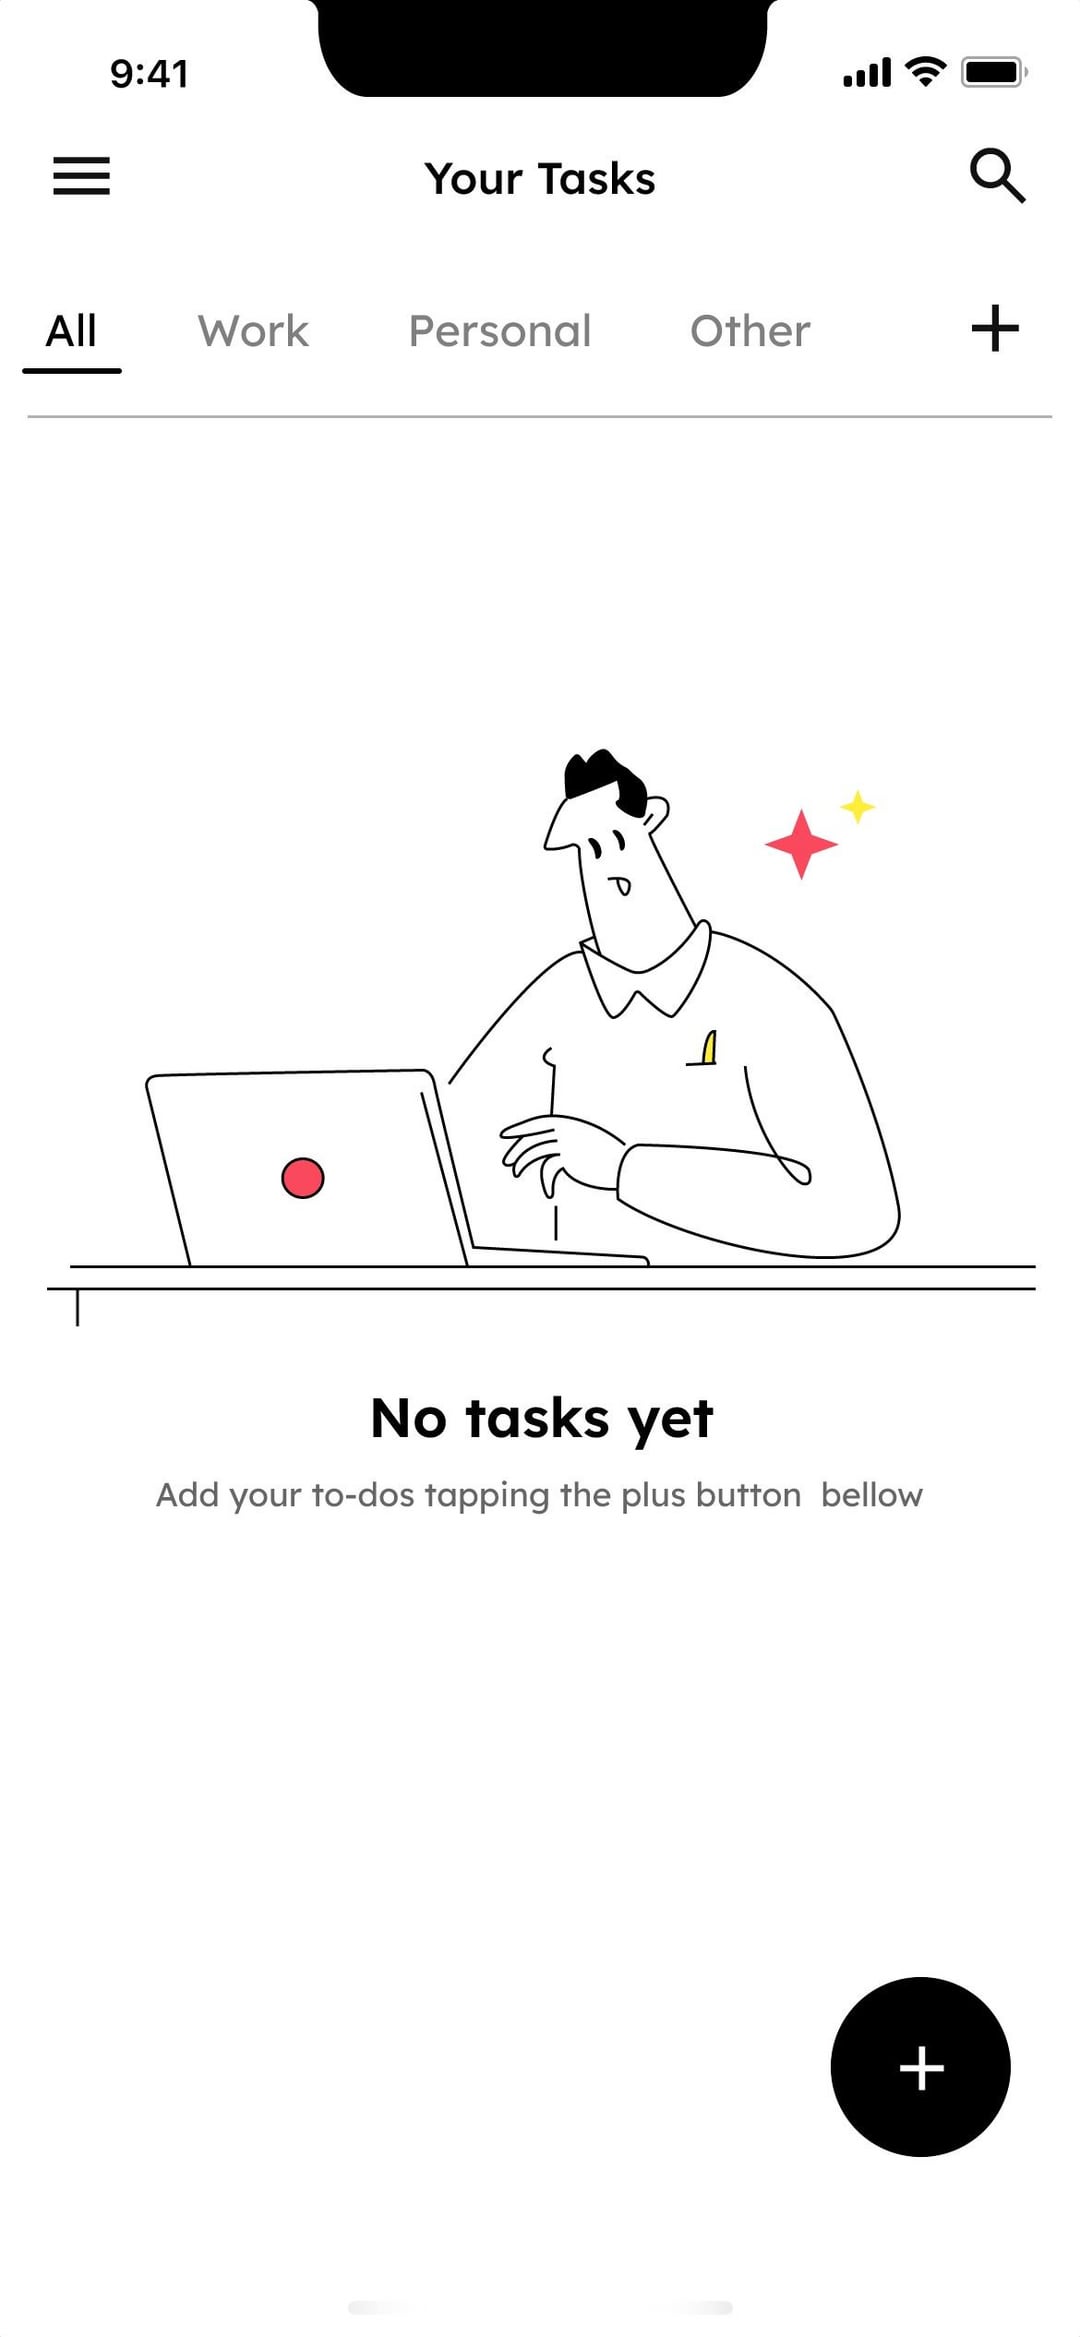 9:41
Your Tasks
All Work Personal Other
No tasks yet
Add your to-dos tapping the plus button  bellow